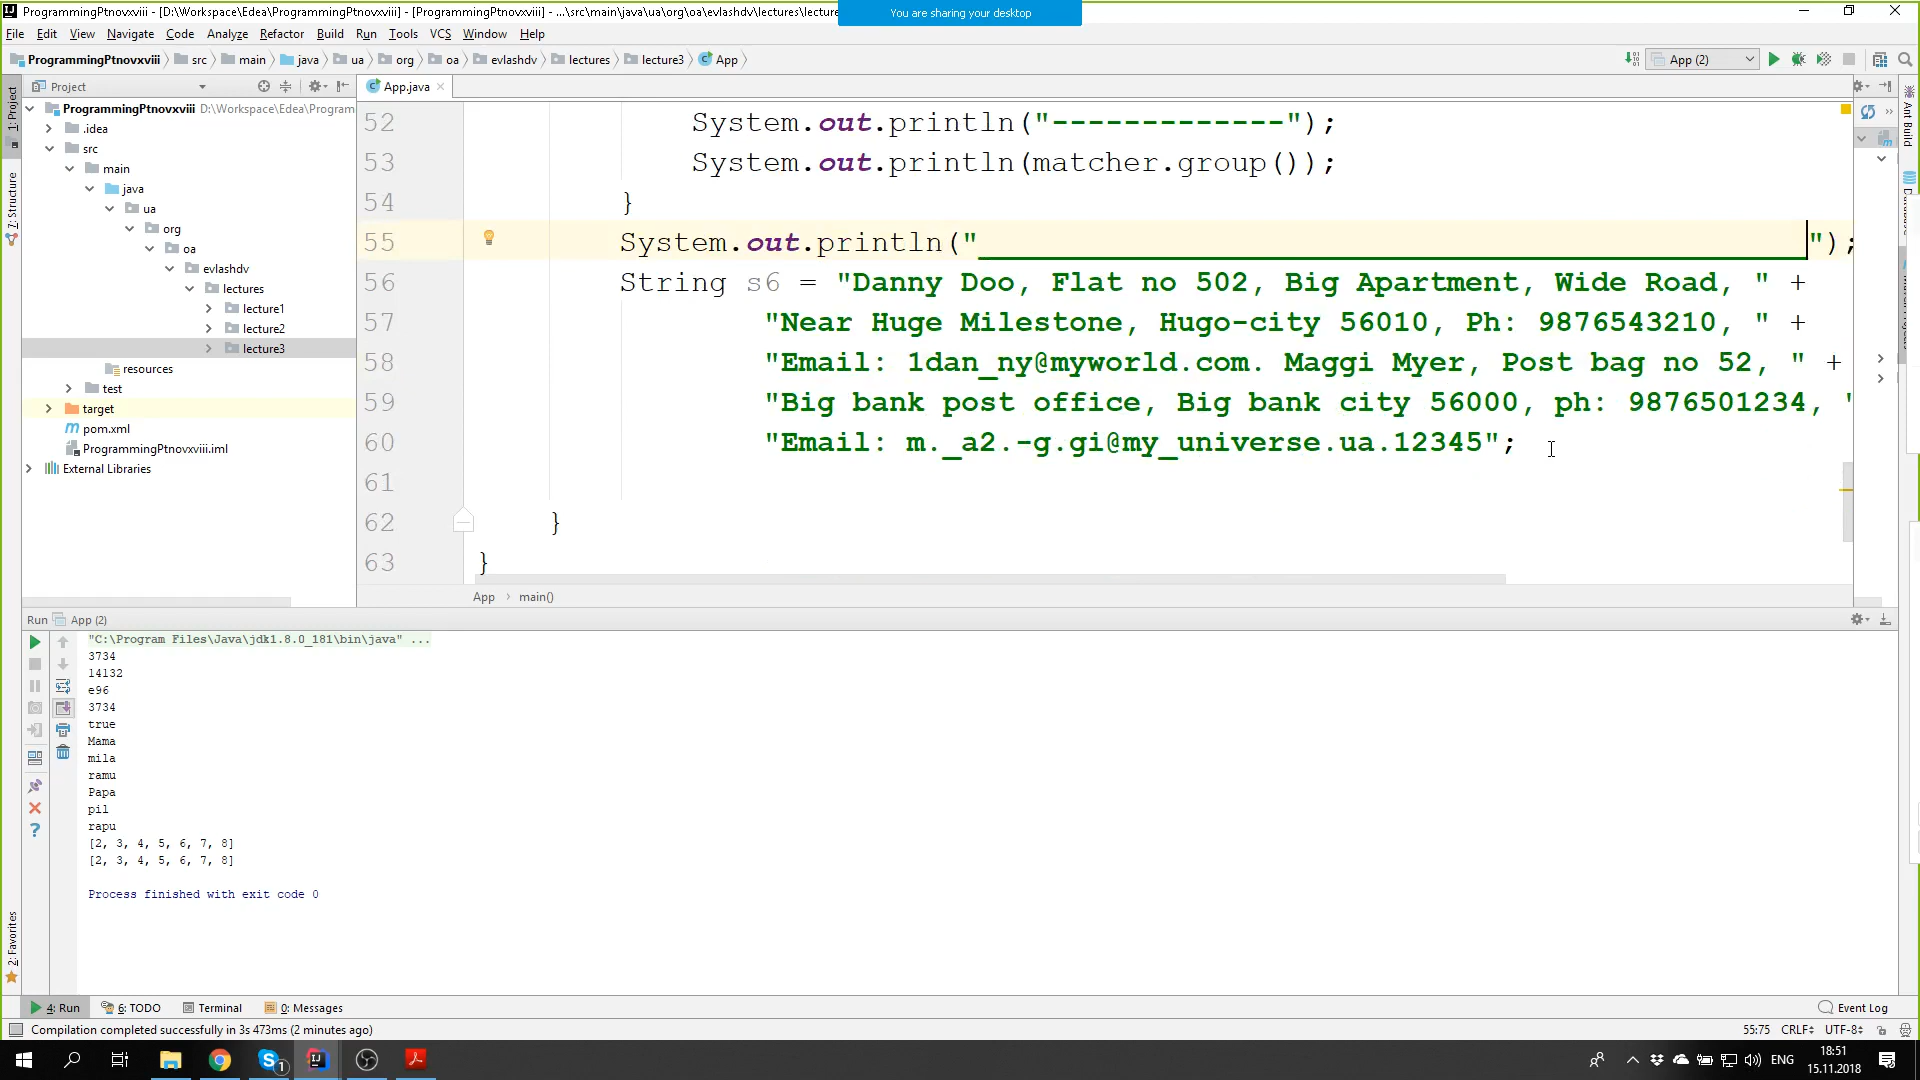 ProgrammingPtnovxviii - [D:\Workspace\Edea\ProgrammingPtnovxviii] - [ProgrammingPtnovxviii] - ...\src\main\java\ua\org\oa\evlashdv\lectures\lecture
You are sharing your desktop
File Edit View Navigate Code Analyze Refactor Build Run Tools VCS Window Help
ProgrammingPtnovxviii src main java ua org oa evlashdv lectures lecture3 App
App (2)
Project
App.java
1: Project
7: Structure
2: Favorites
Ant Build
ProgrammingPtnovxviii D:\Workspace\Edea\Program
.idea
src
main
java
ua
org
oa
evlashdv
lectures
lecture1
lecture2
lecture3
resources
test
target
pom.xml
ProgrammingPtnovxviii.iml
External Libraries
52 System.out.println("-------------");
53 System.out.println(matcher.group());
54 }
55 System.out.println("______________________________________________");
56 String s6 = "Danny Doo, Flat no 502, Big Apartment, Wide Road, " +
57 "Near Huge Milestone, Hugo-city 56010, Ph: 9876543210, " +
58 "Email: 1dan_ny@myworld.com. Maggi Myer, Post bag no 52, " +
59 "Big bank post office, Big bank city 56000, ph: 9876501234, "
60 "Email: m._a2.-g.gi@my_universe.ua.12345";
61
62 }
63 }
App > main()
Run App (2)
"C:\Program Files\Java\jdk1.8.0_181\bin\java" ...
3734
14132
e96
3734
true
Mama
mila
ramu
Papa
pil
rapu
[2, 3, 4, 5, 6, 7, 8]
[2, 3, 4, 5, 6, 7, 8]
Process finished with exit code 0
4: Run 6: TODO Terminal 0: Messages Event Log
Compilation completed successfully in 3s 473ms (2 minutes ago)
55:75 CRLF UTF-8
ENG
18:51
15.11.2018